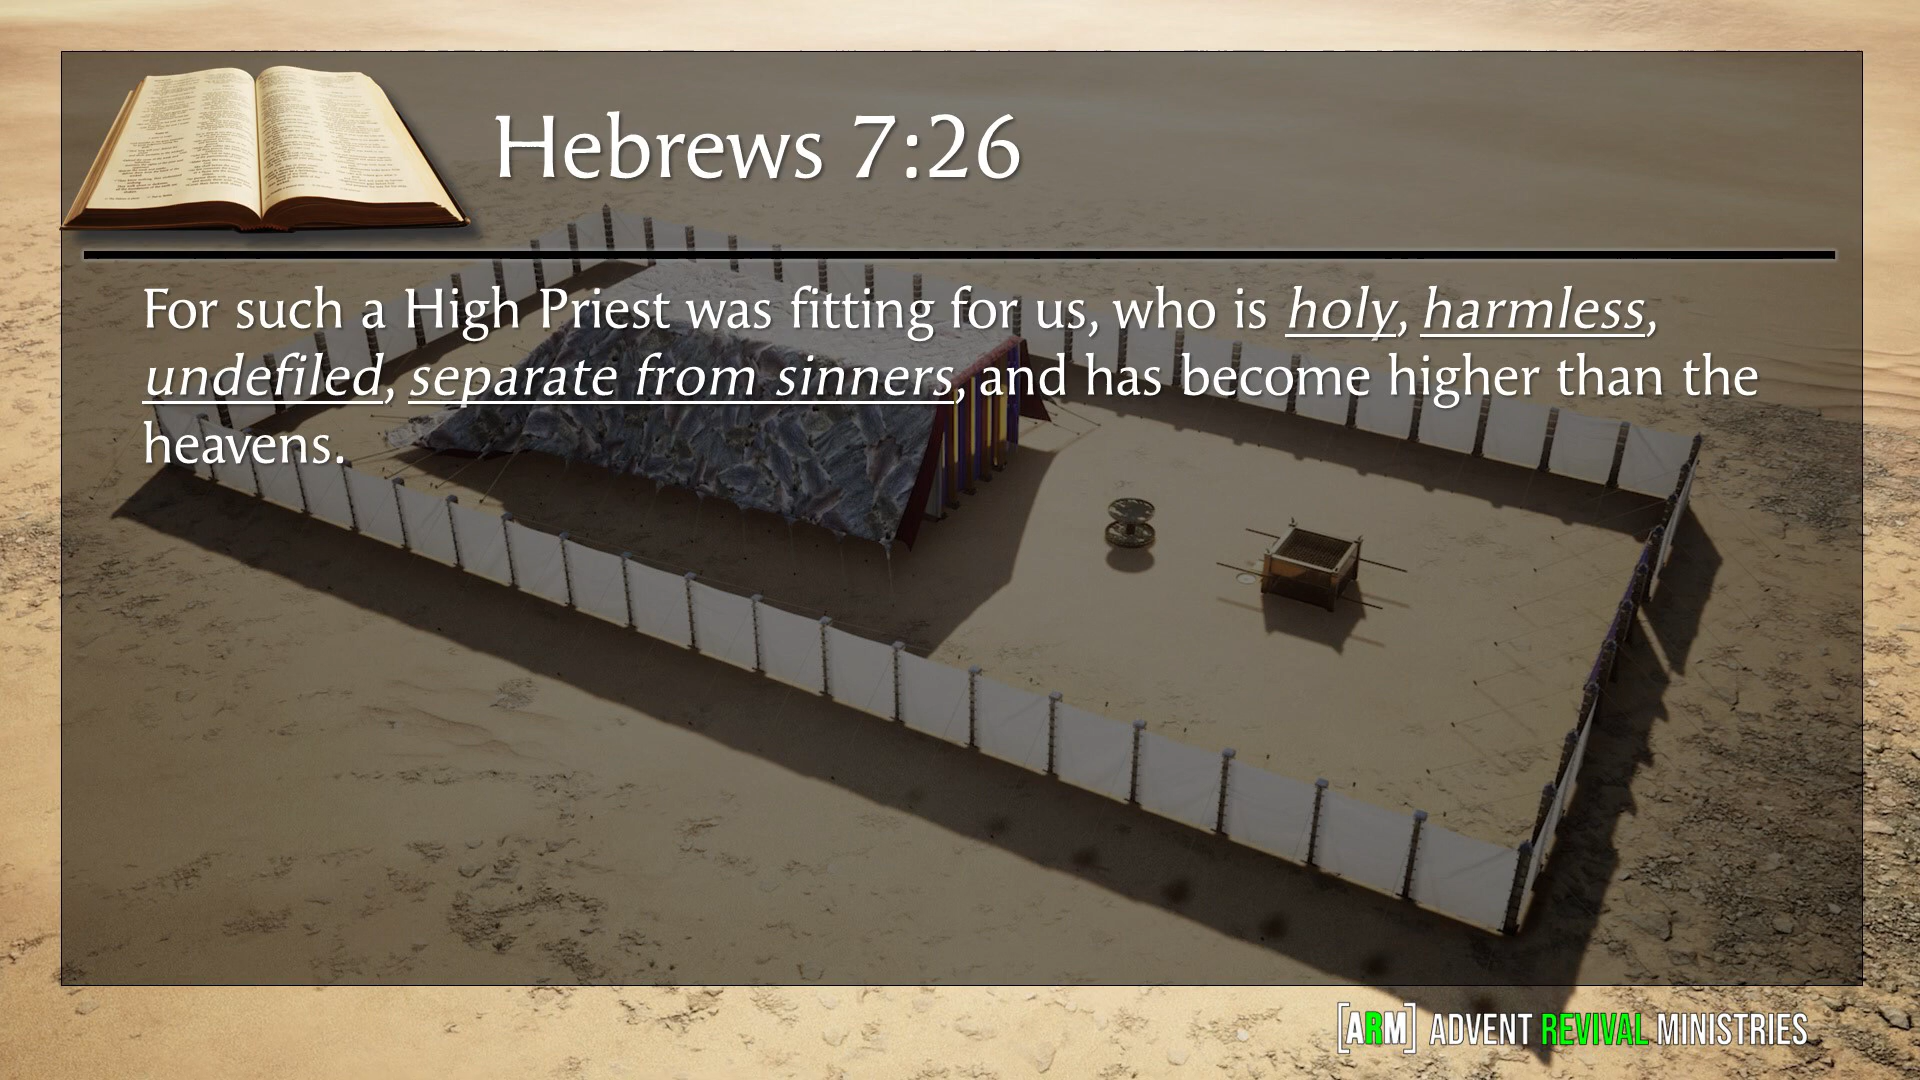 Hebrews 7:26
For such a High Priest was fitting for us, who is holy, harmless,
undefiled, separate from sinners, and has become higher than the
heavens.
[ARM] ADVENT REVIVAL MINISTRIES